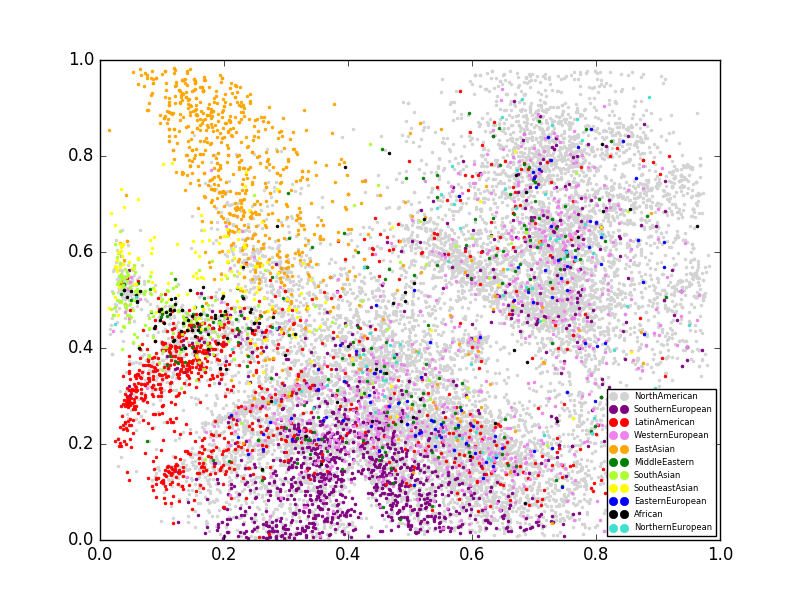 1.0
0.8
0.6
0.4
0.2
0.0
0.0 0.2 0.4 0.6 0.8 1.0
NorthAmerican
SouthernEuropean
LatinAmerican
WesternEuropean
EastAsian
MiddleEastern
SouthAsian
SoutheastAsian
EasternEuropean
African
NorthernEuropean